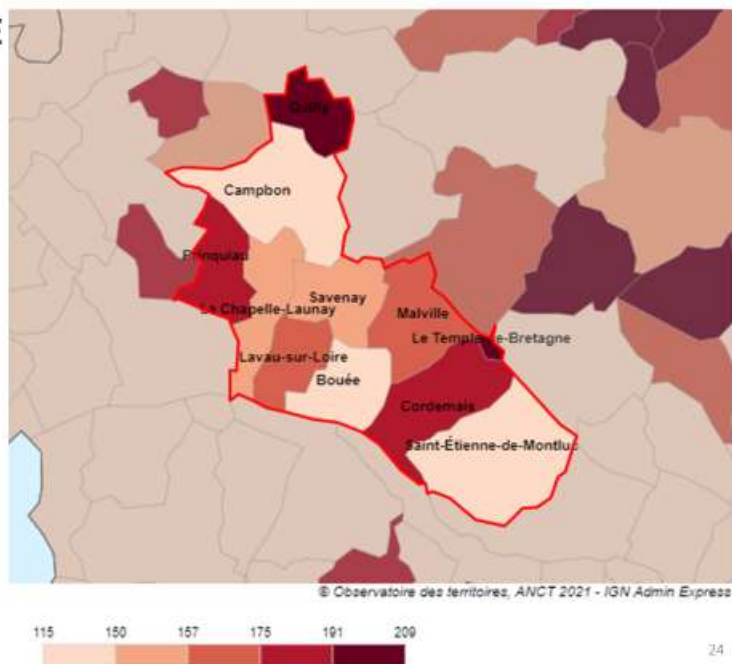 Quilly
Campbon
Prinquiau
La Chapelle-Launay
Savenay
Malville
Le Temple-de-Bretagne
Lavau-sur-Loire
Bouée
Cordemais
Saint-Étienne-de-Montluc
© Observatoire des territoires, ANCT 2021 - IGN Admin Express
115 150 157 175 191 209
24